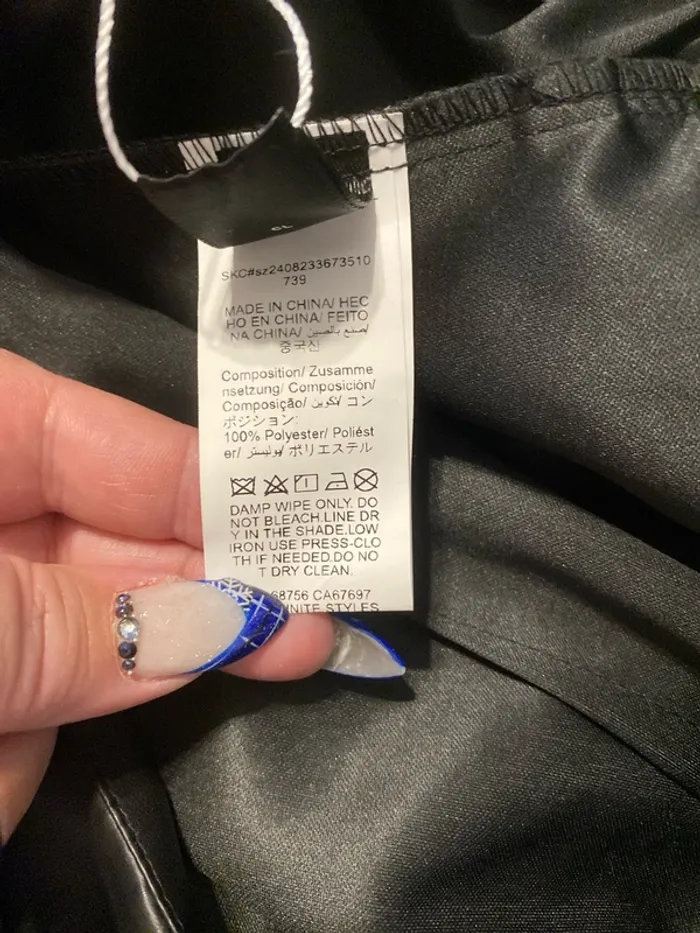 SKC#sz2408233673510
739
MADE IN CHINA/ HEC
HO EN CHINA/ FEITO
NA CHINA/ صنع بالصين/
중국산
Composition/ Zusamme
nsetzung/ Composición/
Composição/ تكوين/ コン
ポジション:
100% Polyester/ Poliést
er/ بوليستر/ ポリエステル
DAMP WIPE ONLY. DO
NOT BLEACH.LINE DR
Y IN THE SHADE.LOW
IRON USE PRESS-CLO
TH IF NEEDED.DO NO
T DRY CLEAN.
68756 CA67697
INITE STYLES